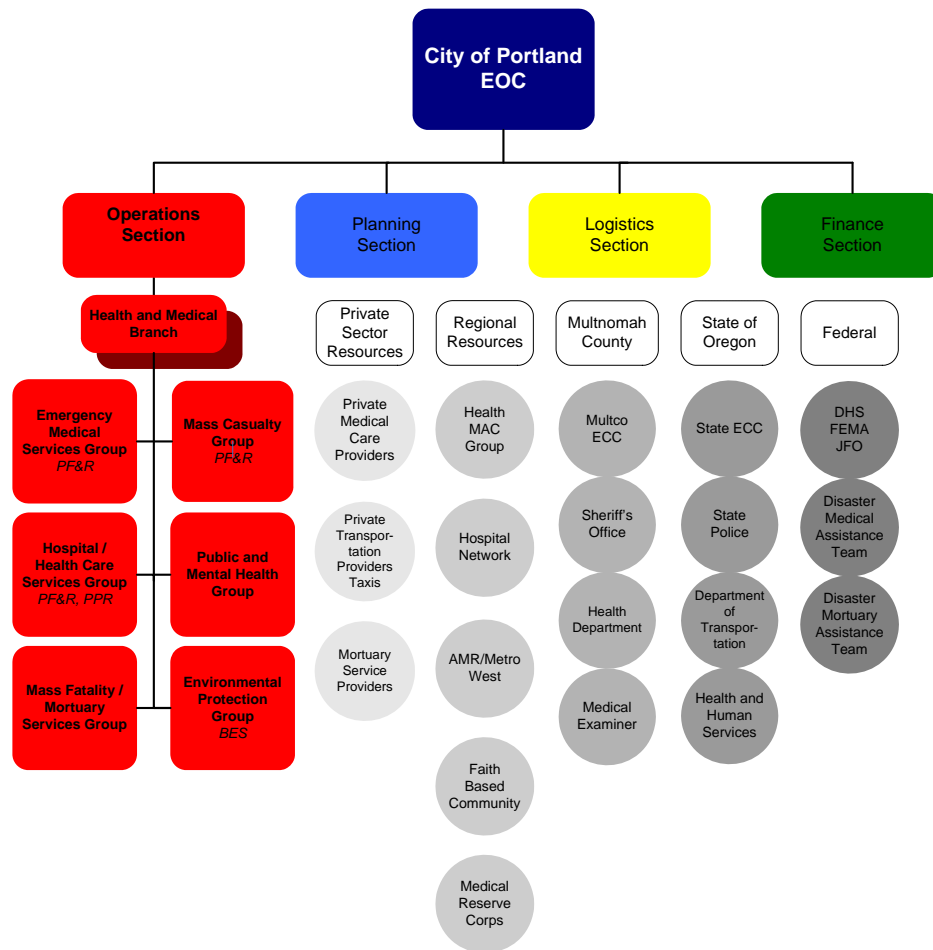 City of Portland
EOC
Operations
Section
Planning
Section
Logistics
Section
Finance
Section
Health and Medical
Branch
Emergency
Medical
Services Group
PF&R
Mass Casualty
Group
PF&R
Hospital /
Health Care
Services Group
PF&R, PPR
Public and
Mental Health
Group
Mass Fatality /
Mortuary
Services Group
Environmental
Protection
Group
BES
Private
Sector
Resources
Private
Medical
Care
Providers
Private
Transpor-
tation
Providers
Taxis
Mortuary
Service
Providers
Regional
Resources
Health
MAC
Group
Hospital
Network
AMR/Metro
West
Faith
Based
Community
Medical
Reserve
Corps
Multnomah
County
Multco
ECC
Sheriff's
Office
Health
Department
Medical
Examiner
State of
Oregon
State ECC
State
Police
Department
of
Transpor-
tation
Health and
Human
Services
Federal
DHS
FEMA
JFO
Disaster
Medical
Assistance
Team
Disaster
Mortuary
Assistance
Team